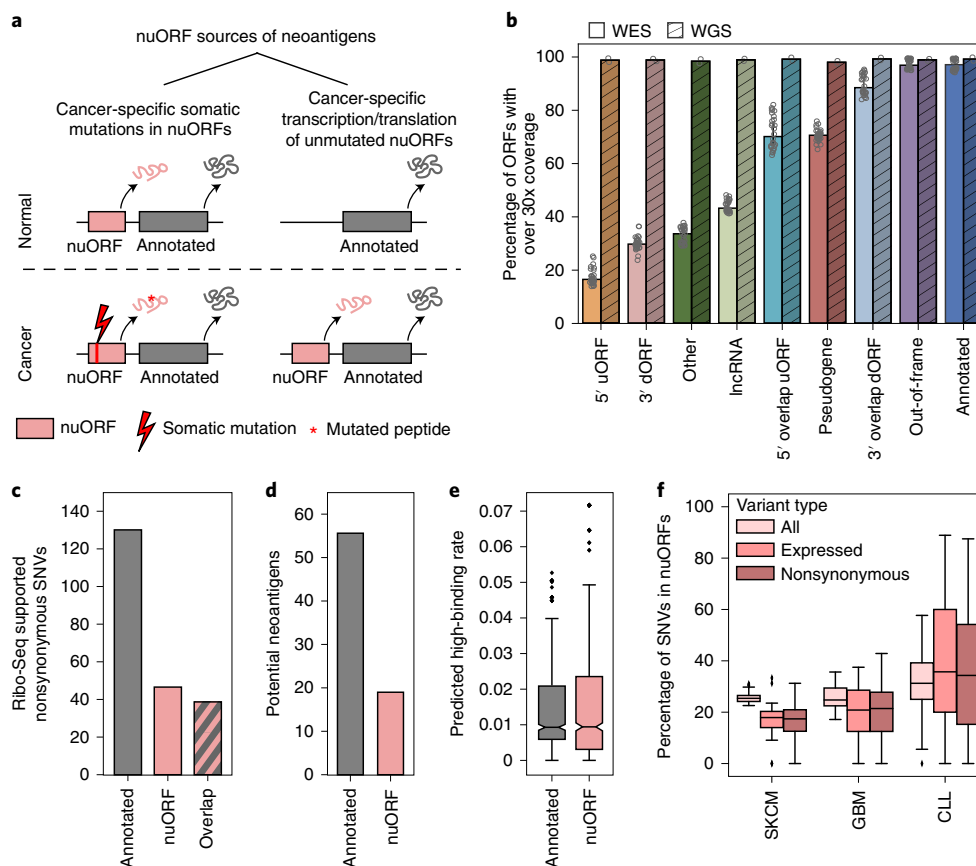 a
nuORF sources of neoantigens
Cancer-specific somatic
mutations in nuORFs
Cancer-specific
transcription/translation
of unmutated nuORFs
Normal
nuORF
Annotated
Annotated
Cancer
*
nuORF
Annotated
nuORF
Annotated
nuORF
Somatic mutation
* Mutated peptide
b
WES
WGS
Percentage of ORFs with
over 30x coverage
100
80
60
40
20
5′ uORF
3′ dORF
Other
lncRNA
5′ overlap uORF
Pseudogene
3′ overlap dORF
Out-of-frame
Annotated
c
Ribo-Seq supported
nonsynonymous SNVs
140
120
100
80
60
40
20
0
Annotated
nuORF
Overlap
d
Potential neoantigens
60
50
40
30
20
10
0
Annotated
nuORF
e
Predicted high-binding rate
0.07
0.06
0.05
0.04
0.03
0.02
0.01
0
Annotated
nuORF
f
Percentage of SNVs in nuORFs
100
80
60
40
20
0
Variant type
All
Expressed
Nonsynonymous
SKCM
GBM
CLL